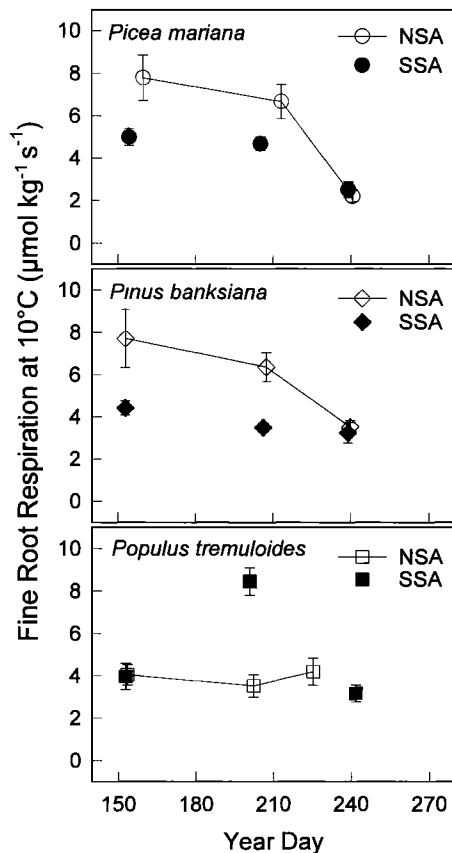 Fine Root Respiration at 10°C (µmol kg⁻¹ s⁻¹)
Picea mariana
NSA
SSA
10
8
6
4
2
0
Pinus banksiana
NSA
SSA
10
8
6
4
2
0
Populus tremuloides
NSA
SSA
10
8
6
4
2
0
150 180 210 240 270
Year Day